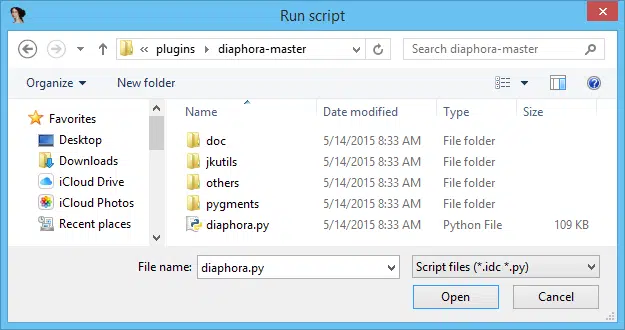 Run script
« plugins diaphora-master Search diaphora-master
Organize New folder
Name Date modified Type Size
Favorites
Desktop
Downloads
iCloud Drive
iCloud Photos
Recent places
doc 5/14/2015 8:33 AM File folder
jkutils 5/14/2015 8:33 AM File folder
others 5/14/2015 8:33 AM File folder
pygments 5/14/2015 8:33 AM File folder
diaphora.py 5/14/2015 8:33 AM Python File 109 KB
File name: diaphora.py Script files (*.idc *.py)
Open Cancel